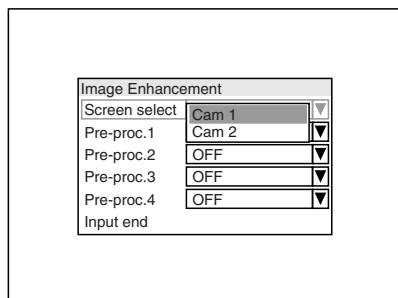 Image Enhancement
Screen select Cam 1
Pre-proc.1 Cam 2
Pre-proc.2 OFF
Pre-proc.3 OFF
Pre-proc.4 OFF
Input end